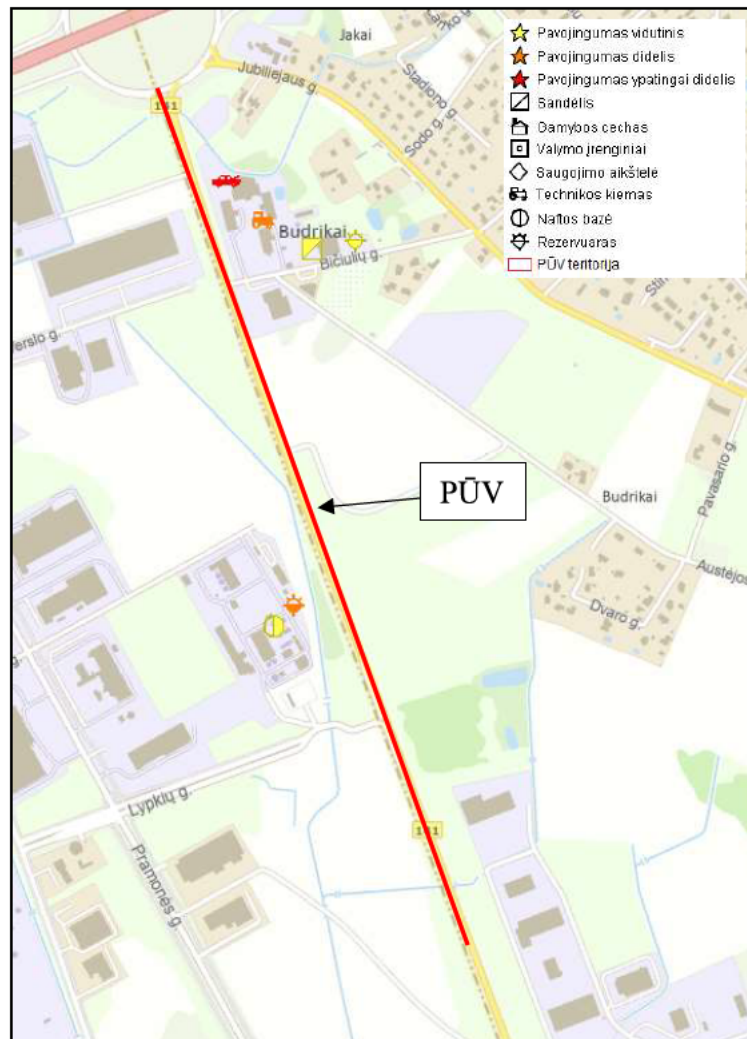 Pavojingumas vidutinis
Pavojingumas didelis
Pavojingumas ypatingai didelis
Sandėlis
Gamybos cechas
Valymo įrenginiai
Saugojimo aikštelė
Technikos kiemas
Naftos bazė
Rezervuaras
PŪV teritorija
Jakai
Jubiliejaus g.
Stadiono g.
Sodo g.
141
Budrikai
Bičiulių g.
PŪV
Budrikai
Pavasario g.
Austėjos
Dvaro g.
g.
Lypkių g.
Pramonės g.
141